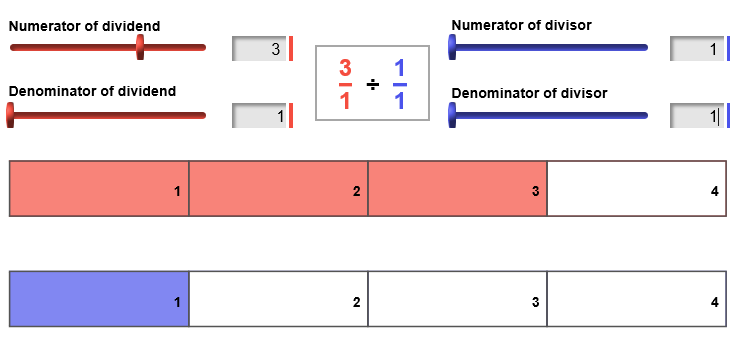 Numerator of dividend
3
Denominator of dividend
1
3/1 ÷ 1/1
Numerator of divisor
1
Denominator of divisor
1
1 2 3 4
1 2 3 4